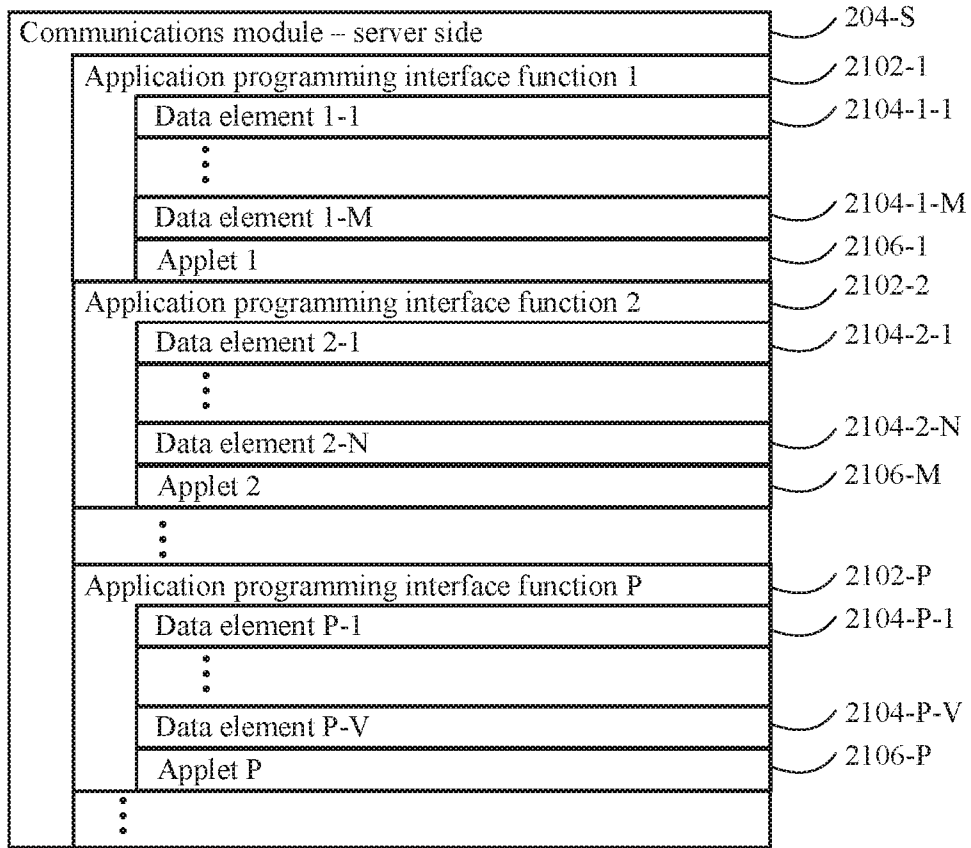 Communications module – server side 204-S
Application programming interface function 1 2102-1
Data element 1-1 2104-1-1
Data element 1-M 2104-1-M
Applet 1 2106-1
Application programming interface function 2 2102-2
Data element 2-1 2104-2-1
Data element 2-N 2104-2-N
Applet 2 2106-M
Application programming interface function P 2102-P
Data element P-1 2104-P-1
Data element P-V 2104-P-V
Applet P 2106-P